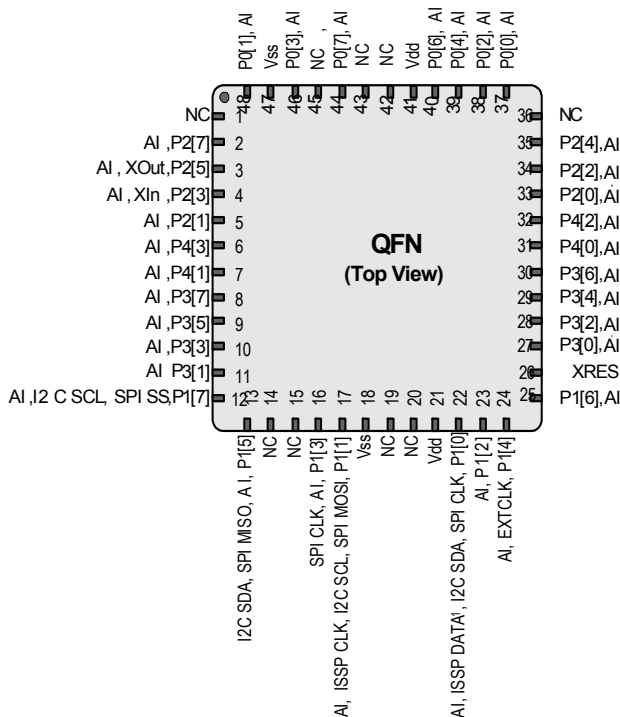 P0[1], AI
Vss
P0[3], AI
NC ,
P0[7], AI
NC
NC
Vdd
P0[6], AI
P0[4], AI
P0[2], AI
P0[0], AI
48
47
46
45
44
43
42
41
40
39
38
37
NC 1
AI ,P2[7] 2
AI , XOut,P2[5] 3
AI , XIn ,P2[3] 4
AI ,P2[1] 5
AI ,P4[3] 6
AI ,P4[1] 7
AI ,P3[7] 8
AI ,P3[5] 9
AI ,P3[3] 10
AI P3[1] 11
AI ,I2 C SCL, SPI SS,P1[7] 12
QFN
(Top View)
36 NC
35 P2[4],AI
34 P2[2],AI
33 P2[0],AI
32 P4[2],AI
31 P4[0],AI
30 P3[6],AI
29 P3[4],AI
28 P3[2],AI
27 P3[0],AI
26 XRES
25 P1[6],AI
13
14
15
16
17
18
19
20
21
22
23
24
I2C SDA, SPI MISO, A I, P1[5]
NC
NC
SPI CLK, AI, P1[3]
AI, ISSP CLK, I2C SCL, SPI MOSI, P1[1]
Vss
NC
NC
Vdd
AI, ISSP DATA¹, I2C SDA, SPI CLK, P1[0]
AI, P1[2]
AI, EXTCLK, P1[4]